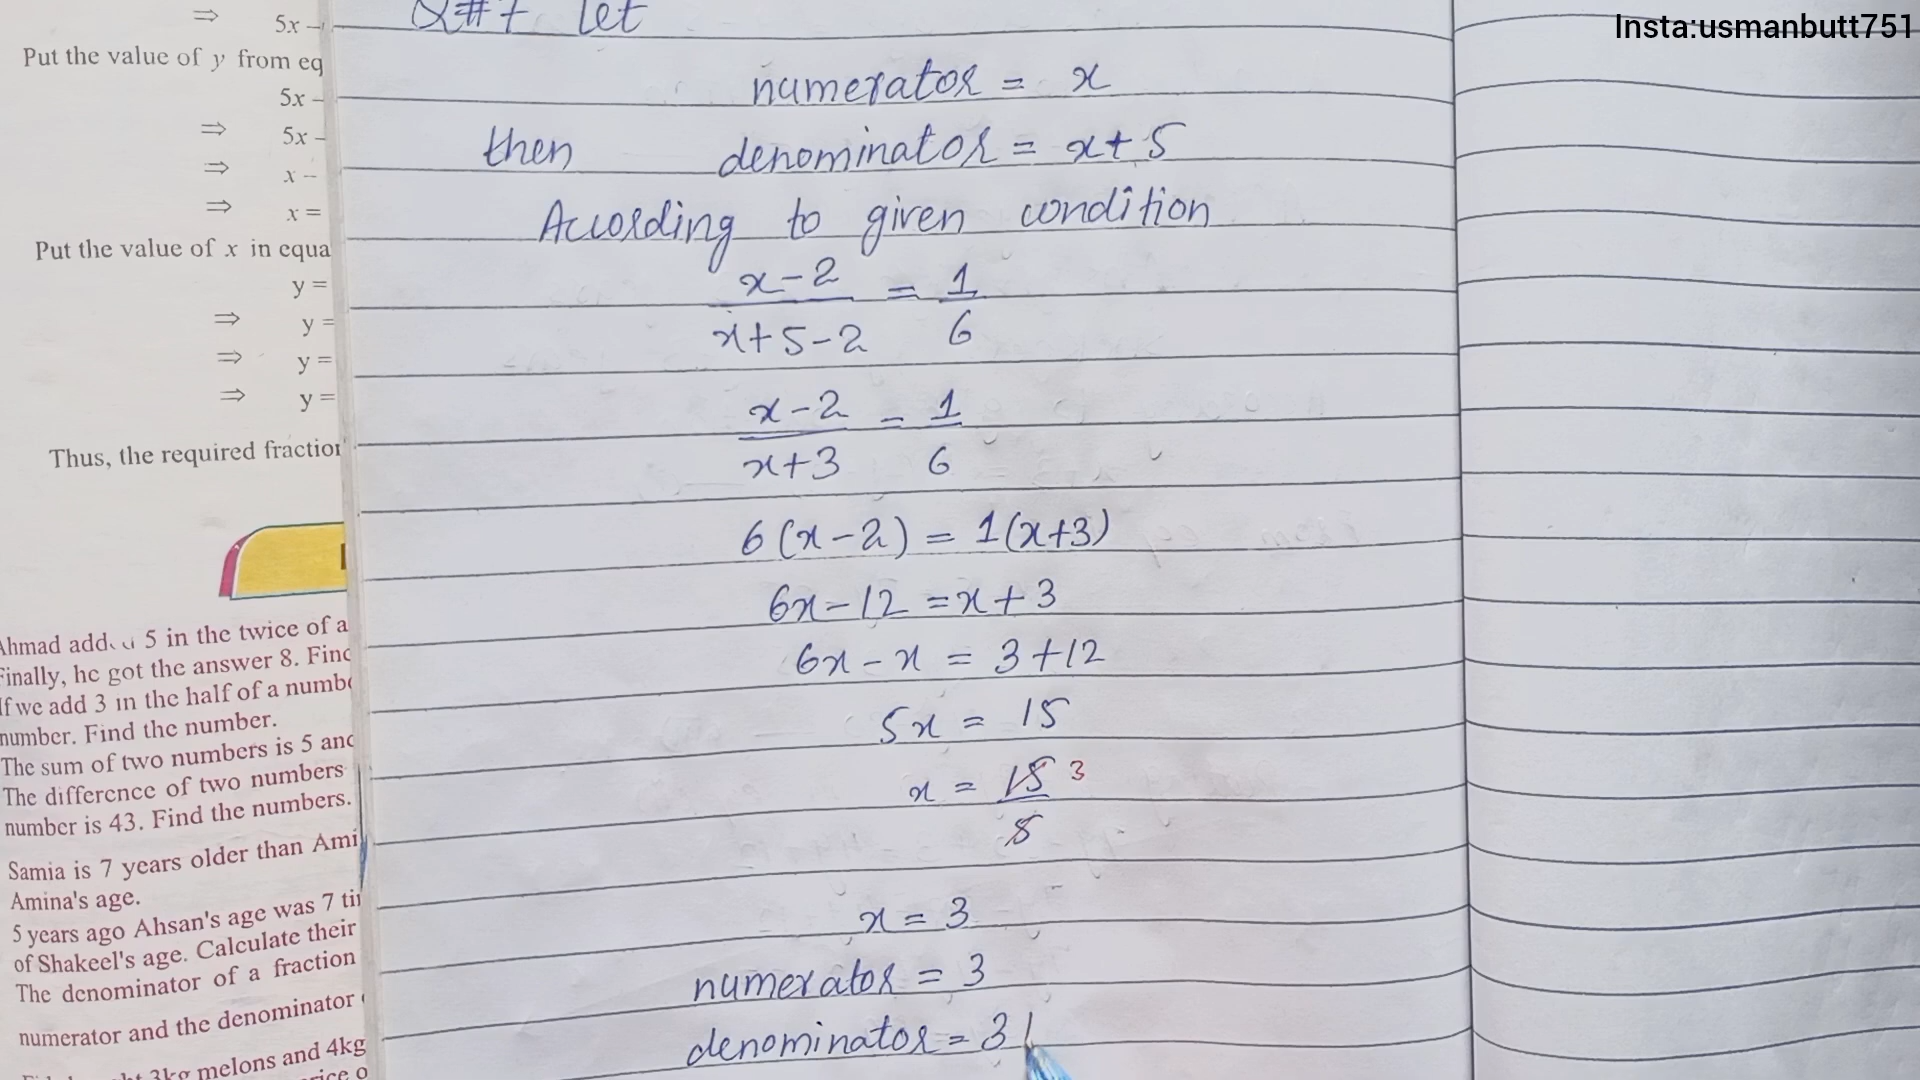 Insta:usmanbutt751
⇒ 5x –
Put the value of y from eq
5x –
⇒ 5x –
⇒ x –
⇒ x =
Put the value of x in equa
y =
⇒ y =
⇒ y =
⇒ y =
Thus, the required fraction
Ahmad added 5 in the twice of a
Finally, he got the answer 8. Find
If we add 3 in the half of a numbe
number. Find the number.
The sum of two numbers is 5 and
The difference of two numbers
number is 43. Find the numbers.
Samia is 7 years older than Ami
Amina's age.
5 years ago Ahsan's age was 7 ti
of Shakeel's age. Calculate their
The denominator of a fraction
numerator and the denominator
3kg melons and 4kg
Q#7 let
numerator = x
then denominator = x+5
According to given condition
x-2 / x+5-2 = 1/6
x-2 / x+3 = 1/6
6(x-2) = 1(x+3)
6x-12 = x+3
6x-x = 3+12
5x = 15
x = 15/5 3
x = 3
numerator = 3
denominator = 3